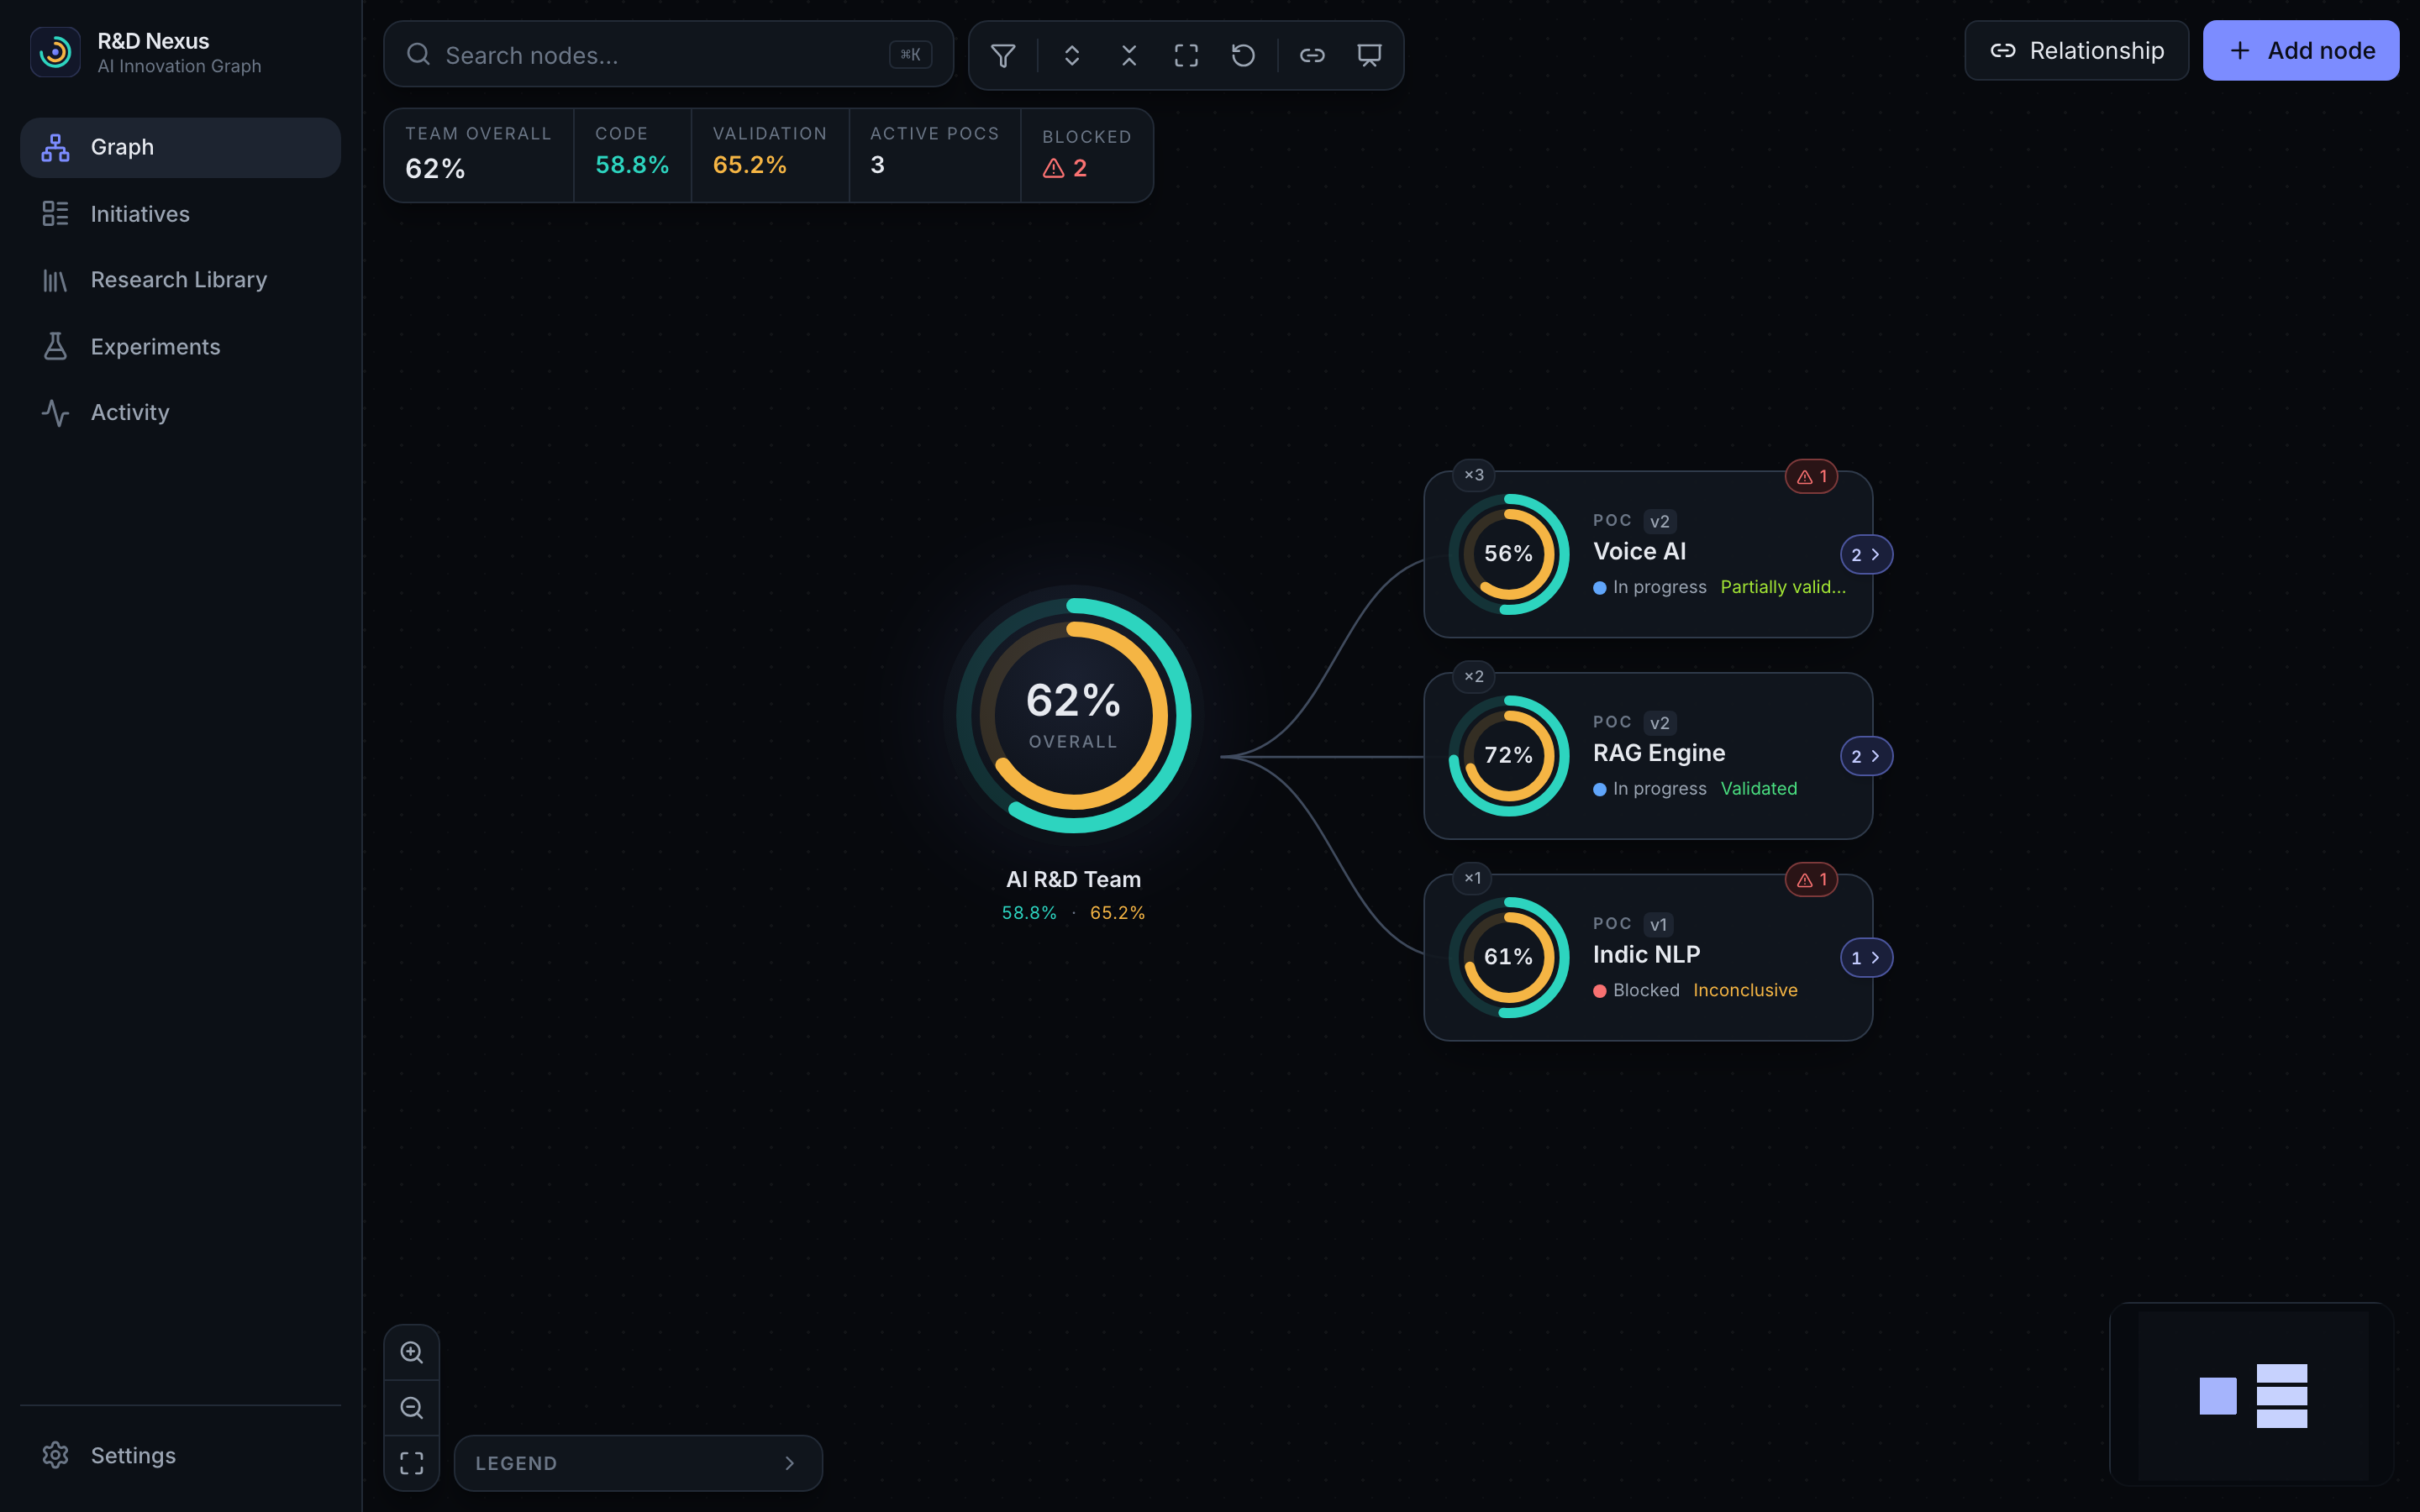 R&D Nexus
AI Innovation Graph
Graph
Initiatives
Research Library
Experiments
Activity
Settings
Search nodes...
⌘K
Relationship
Add node
TEAM OVERALL
62%
CODE
58.8%
VALIDATION
65.2%
ACTIVE POCS
3
BLOCKED
2
62%
OVERALL
AI R&D Team
58.8% · 65.2%
×3
1
56%
POC v2
Voice AI
In progress Partially valid...
2
×2
72%
POC v2
RAG Engine
In progress Validated
2
×1
1
61%
POC v1
Indic NLP
Blocked Inconclusive
1
LEGEND